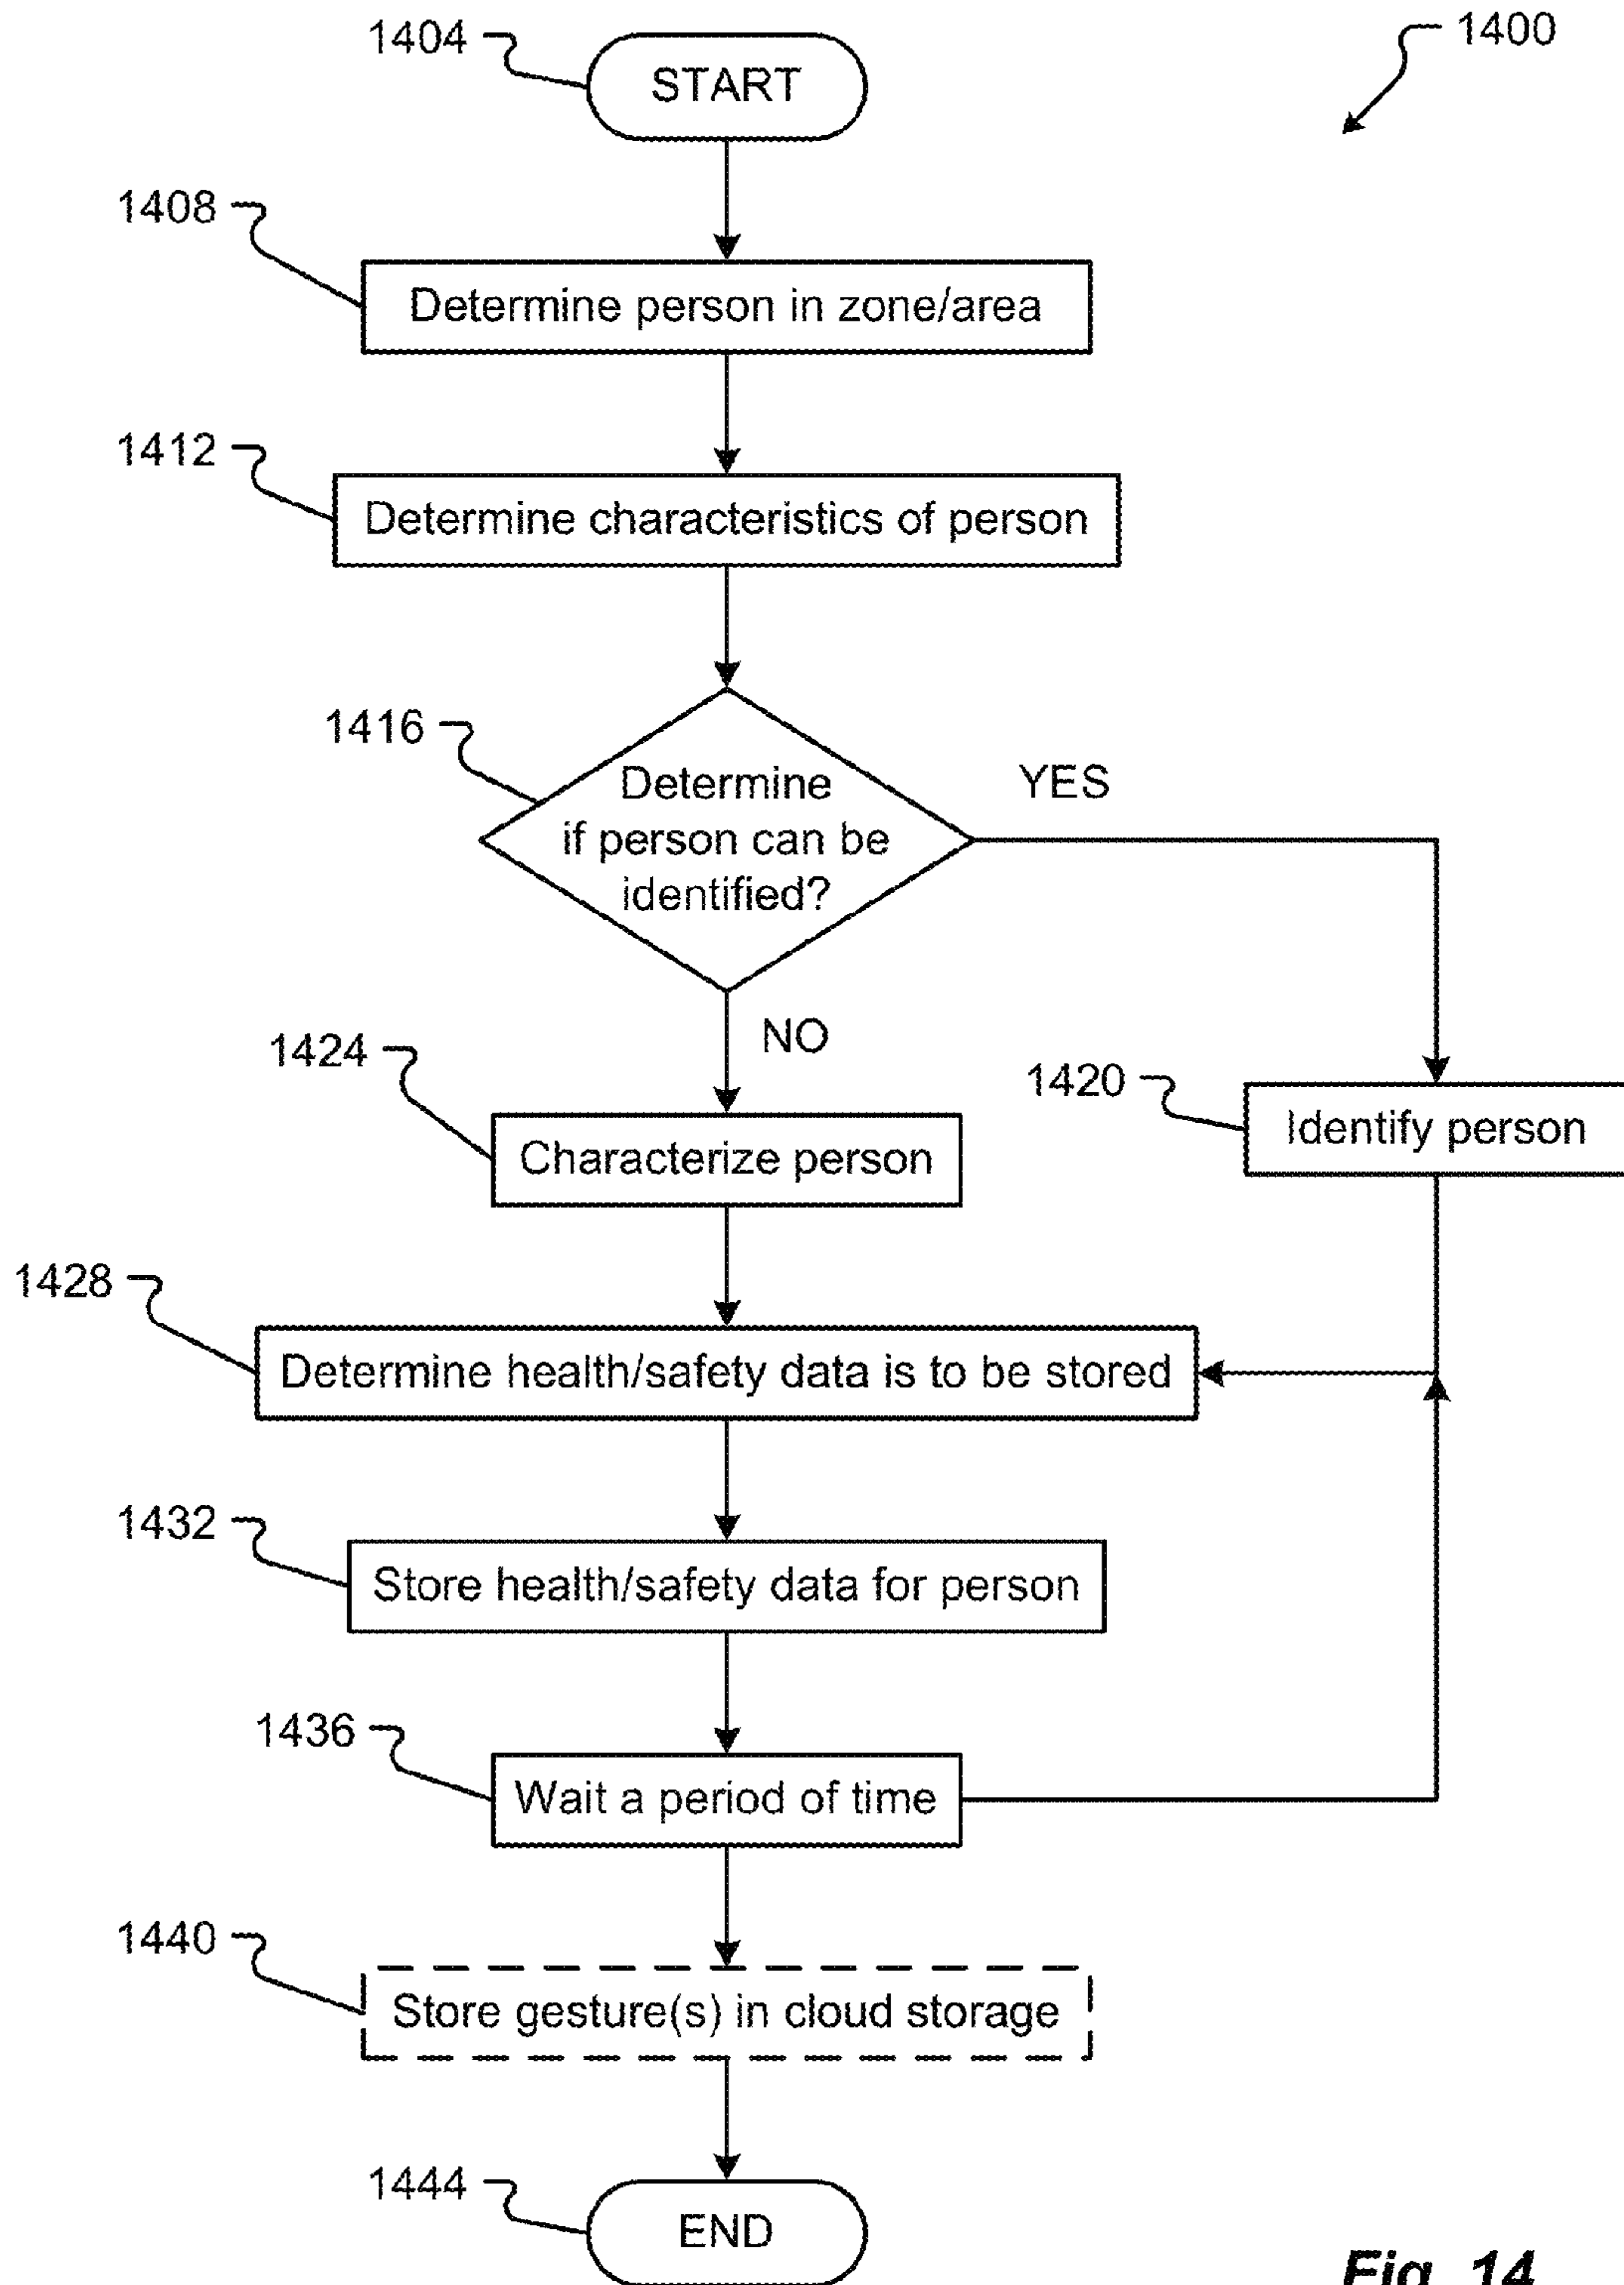 1400
1404
START
1408
Determine person in zone/area
1412
Determine characteristics of person
1416
Determine
if person can be
identified?
YES
NO
1424
Characterize person
1420
Identify person
1428
Determine health/safety data is to be stored
1432
Store health/safety data for person
1436
Wait a period of time
1440
Store gesture(s) in cloud storage
1444
END
Fig. 14